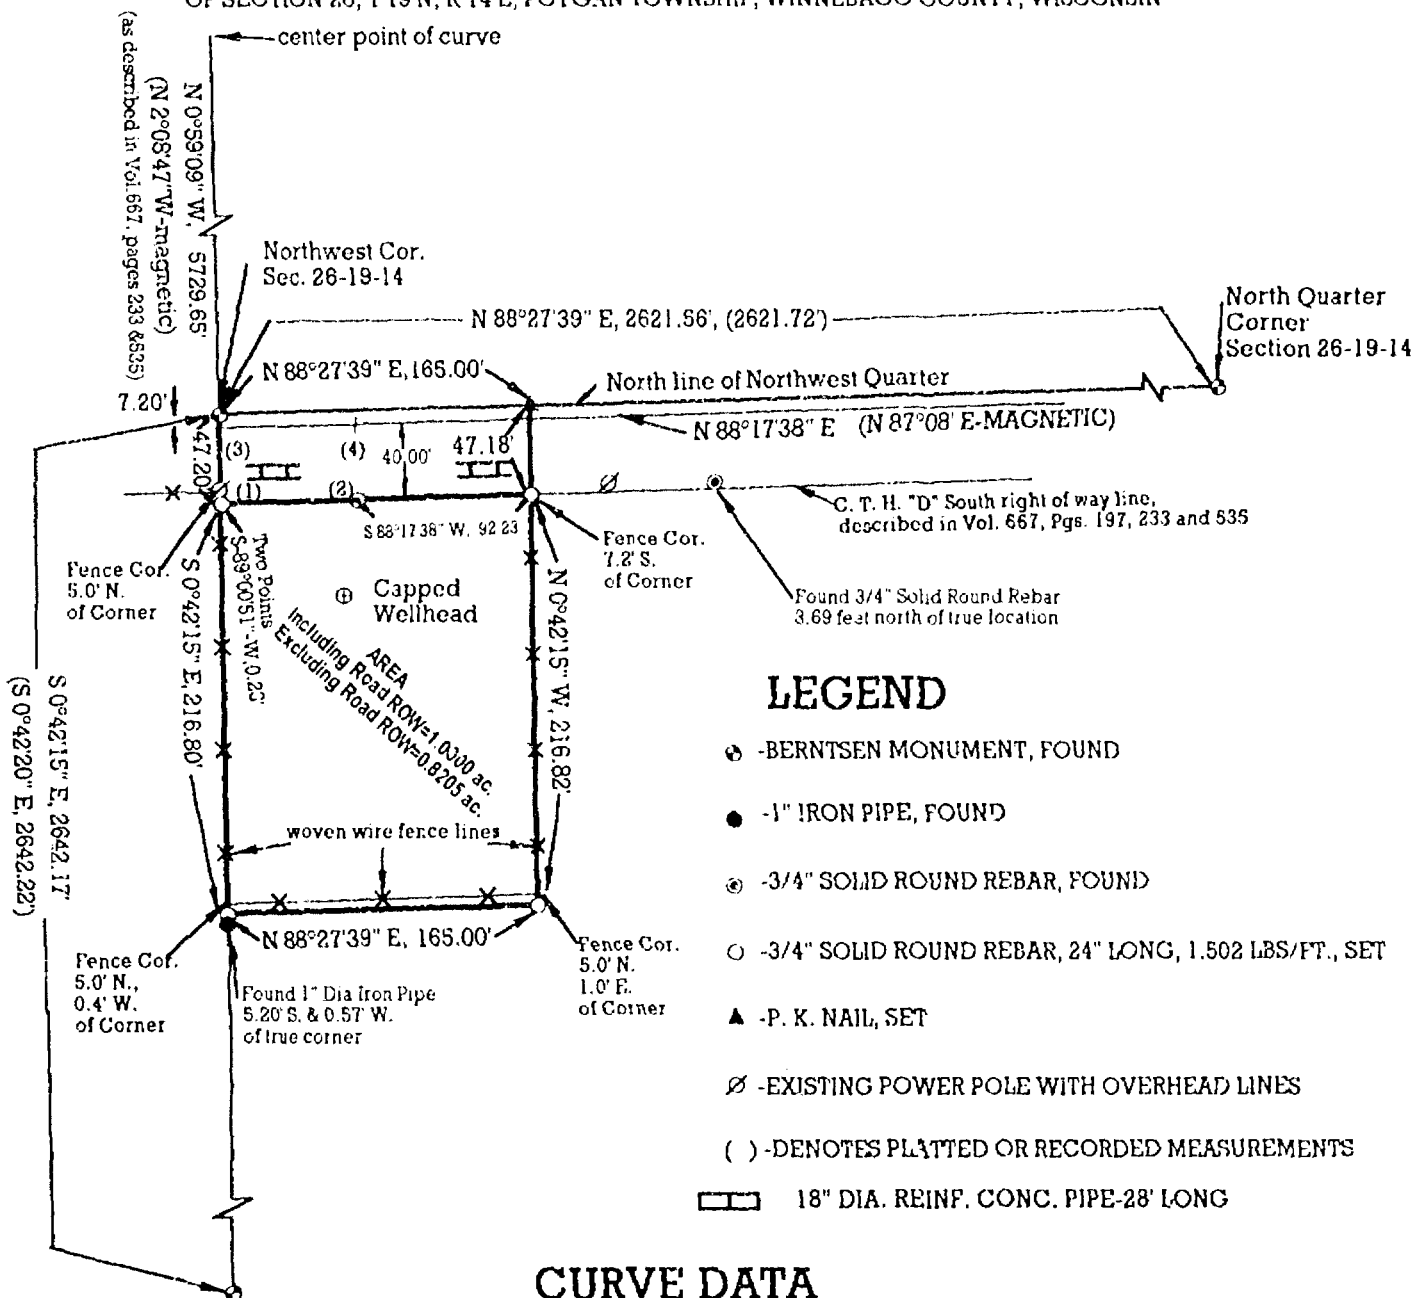 OF SECTION 26, T 19 N, R 14 E, POYGAN TOWNSHIP, WINNEBAGO COUNTY, WISCONSIN
center point of curve
N 0°59'09" W, 5729.65'
(N 2°08'47"W-magnetic)
(as described in Vol.667, pages 233 &535)
Northwest Cor.
Sec. 26-19-14
N 88°27'39" E, 2621.56', (2621.72')
North Quarter
Corner
Section 26-19-14
N 88°27'39" E, 165.00'
North line of Northwest Quarter
7.20'
N 88°17'38" E (N 87°08' E-MAGNETIC)
47.20'
(3)
(4)
40.00'
47.18'
(1)
(2)
S 88°17'38" W, 92.23
C. T. H. "D" South right of way line,
described in Vol. 667, Pgs. 197, 233 and 535
Fence Cor.
5.0' N.
of Corner
Fence Cor.
7.2' S.
of Corner
Found 3/4" Solid Round Rebar
3.69 feet north of true location
Two Points
S-89°00'51"-W, 0.23'
Capped
Wellhead
S 0°42'15" E, 216.80'
N 0°42'15" W, 216.82'
AREA
Including Road ROW=1.0000 ac.
Excluding Road ROW=0.8205 ac.
S 0°42'15" E, 2642.17'
(S 0°42'20" E, 2642.22')
woven wire fence lines
N 88°27'39" E, 165.00'
Fence Cor.
5.0' N.,
0.4' W.
of Corner
Found 1" Dia Iron Pipe
5.20' S. & 0.57' W.
of true corner
Fence Cor.
5.0' N.
1.0' E.
of Corner
LEGEND
-BERNTSEN MONUMENT, FOUND
-1" IRON PIPE, FOUND
-3/4" SOLID ROUND REBAR, FOUND
-3/4" SOLID ROUND REBAR, 24" LONG, 1.502 LBS/FT., SET
-P. K. NAIL, SET
-EXISTING POWER POLE WITH OVERHEAD LINES
( ) -DENOTES PLATTED OR RECORDED MEASUREMENTS
18" DIA. REINF. CONC. PIPE-28' LONG
CURVE DATA